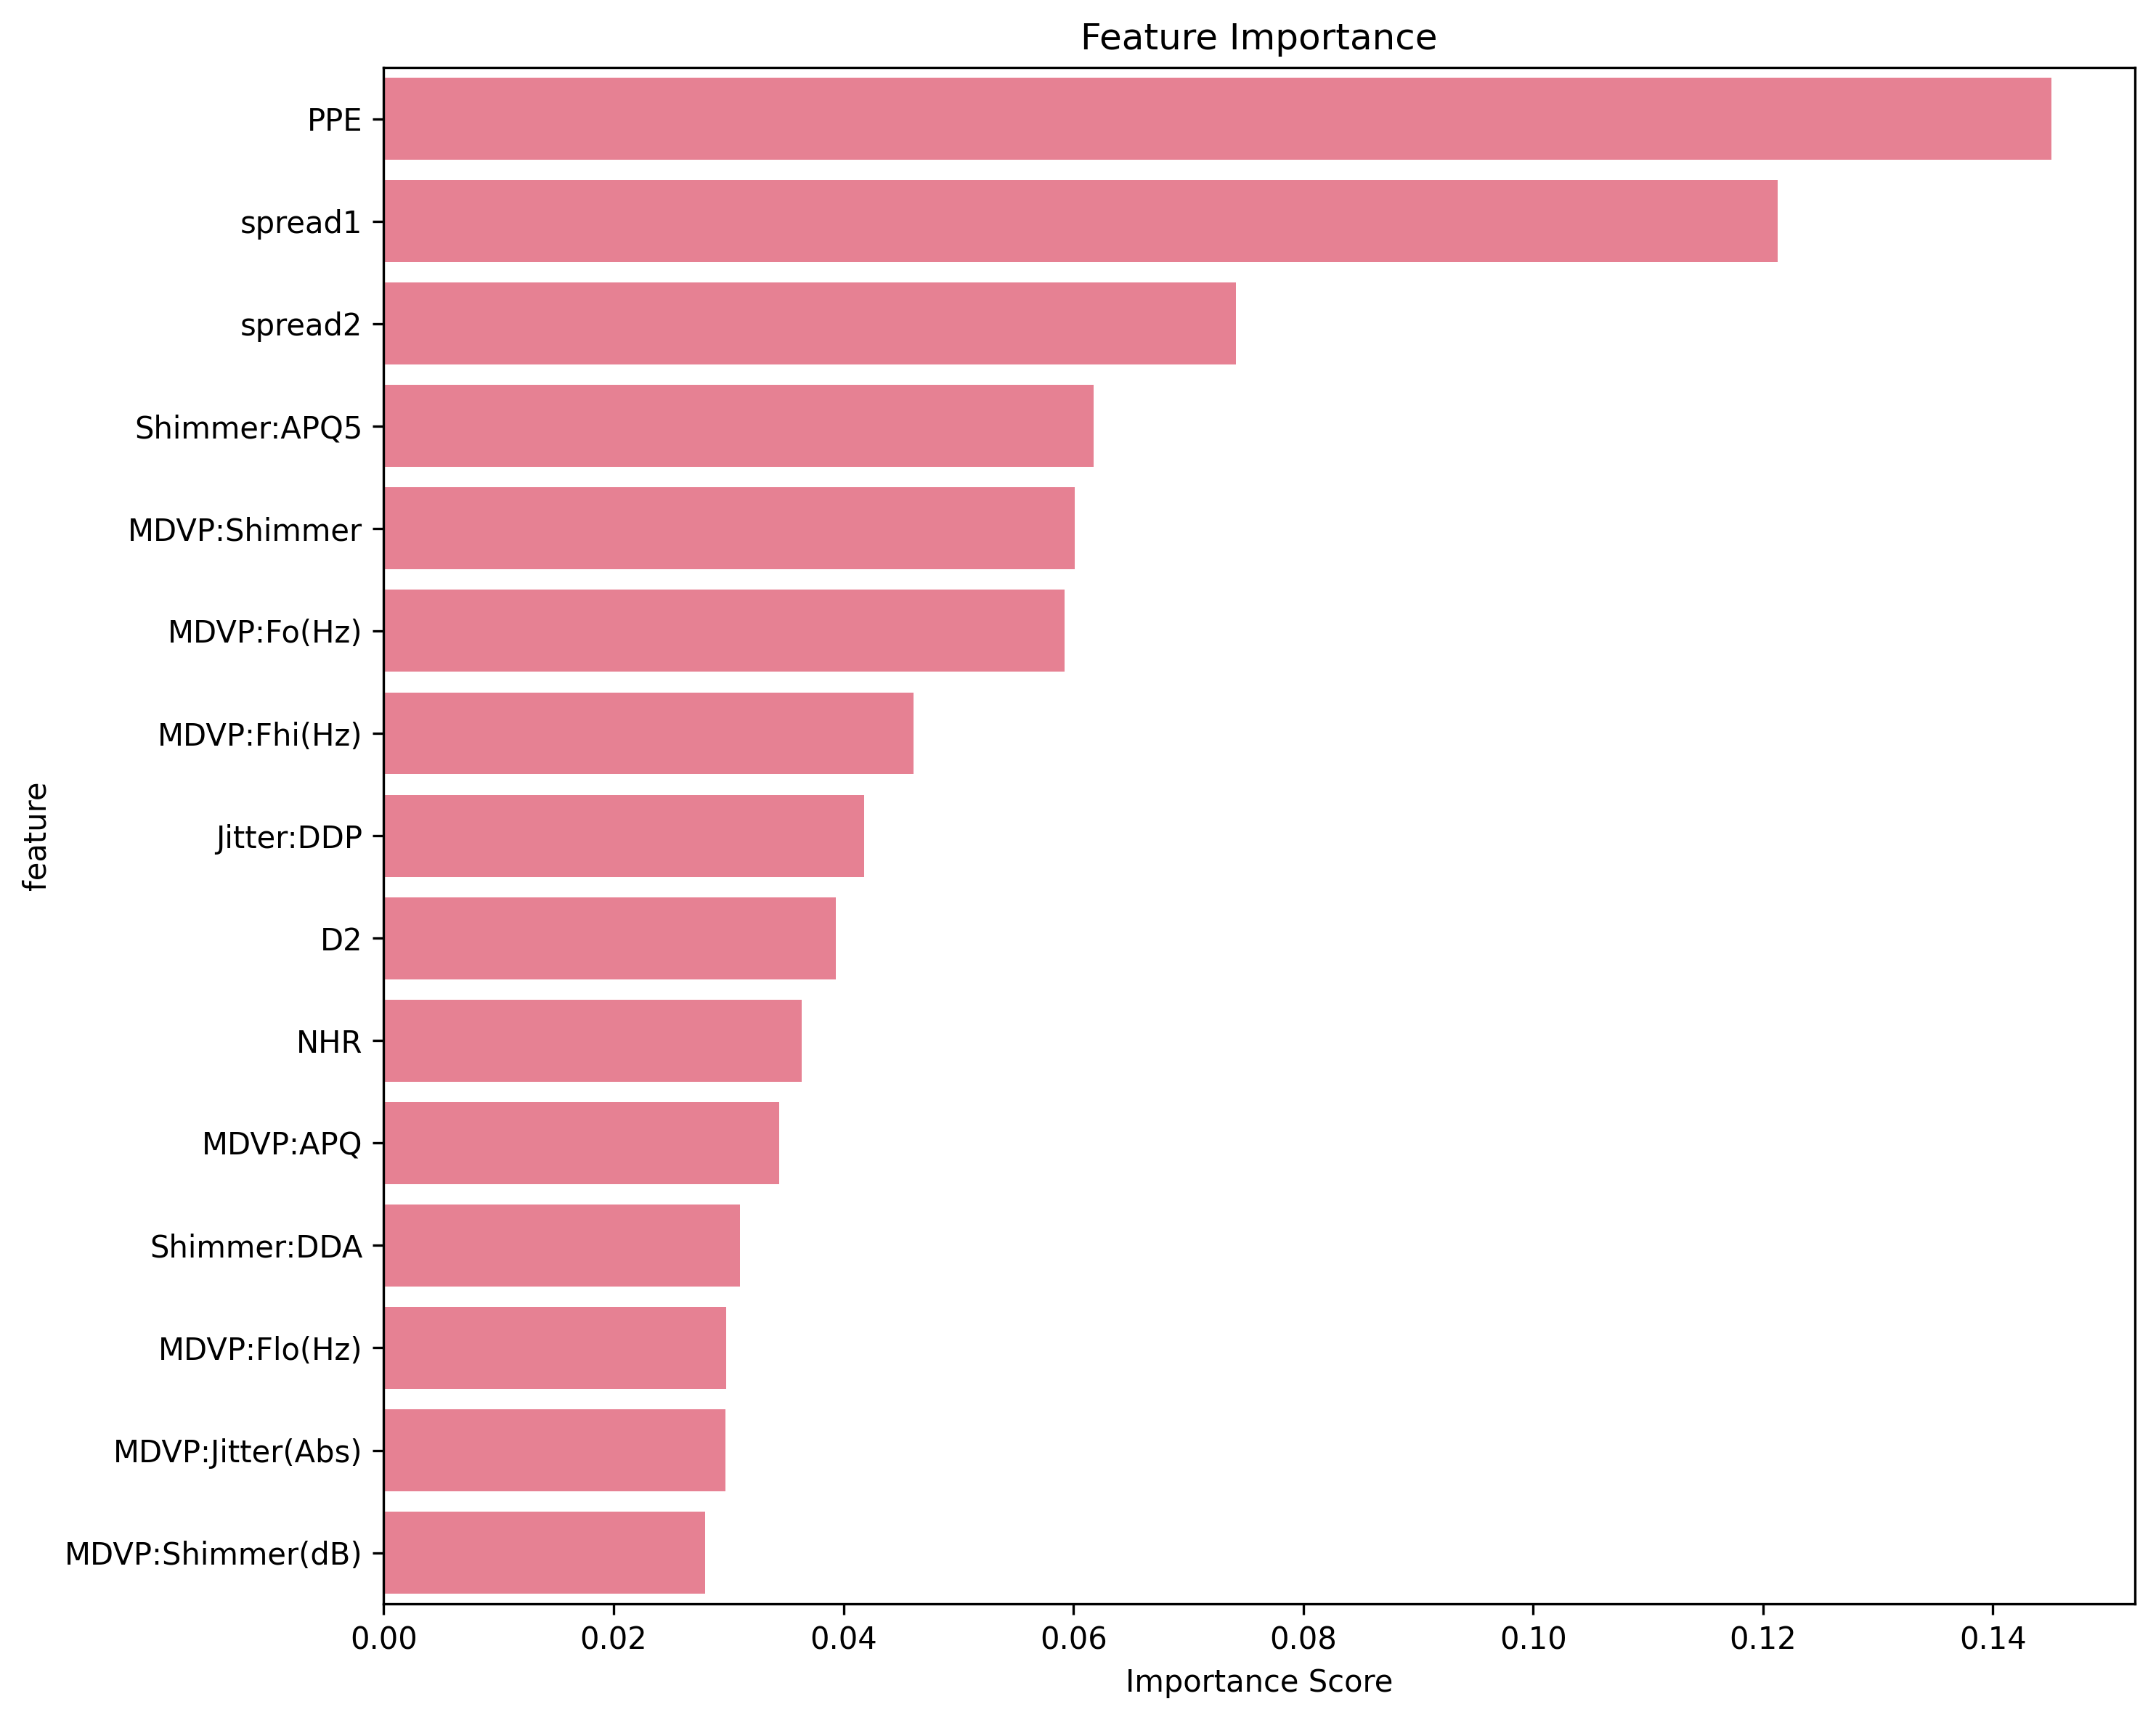 Feature Importance
PPE
spread1
spread2
Shimmer:APQ5
MDVP:Shimmer
MDVP:Fo(Hz)
MDVP:Fhi(Hz)
Jitter:DDP
D2
NHR
MDVP:APQ
Shimmer:DDA
MDVP:Flo(Hz)
MDVP:Jitter(Abs)
MDVP:Shimmer(dB)
feature
0.00 0.02 0.04 0.06 0.08 0.10 0.12 0.14
Importance Score